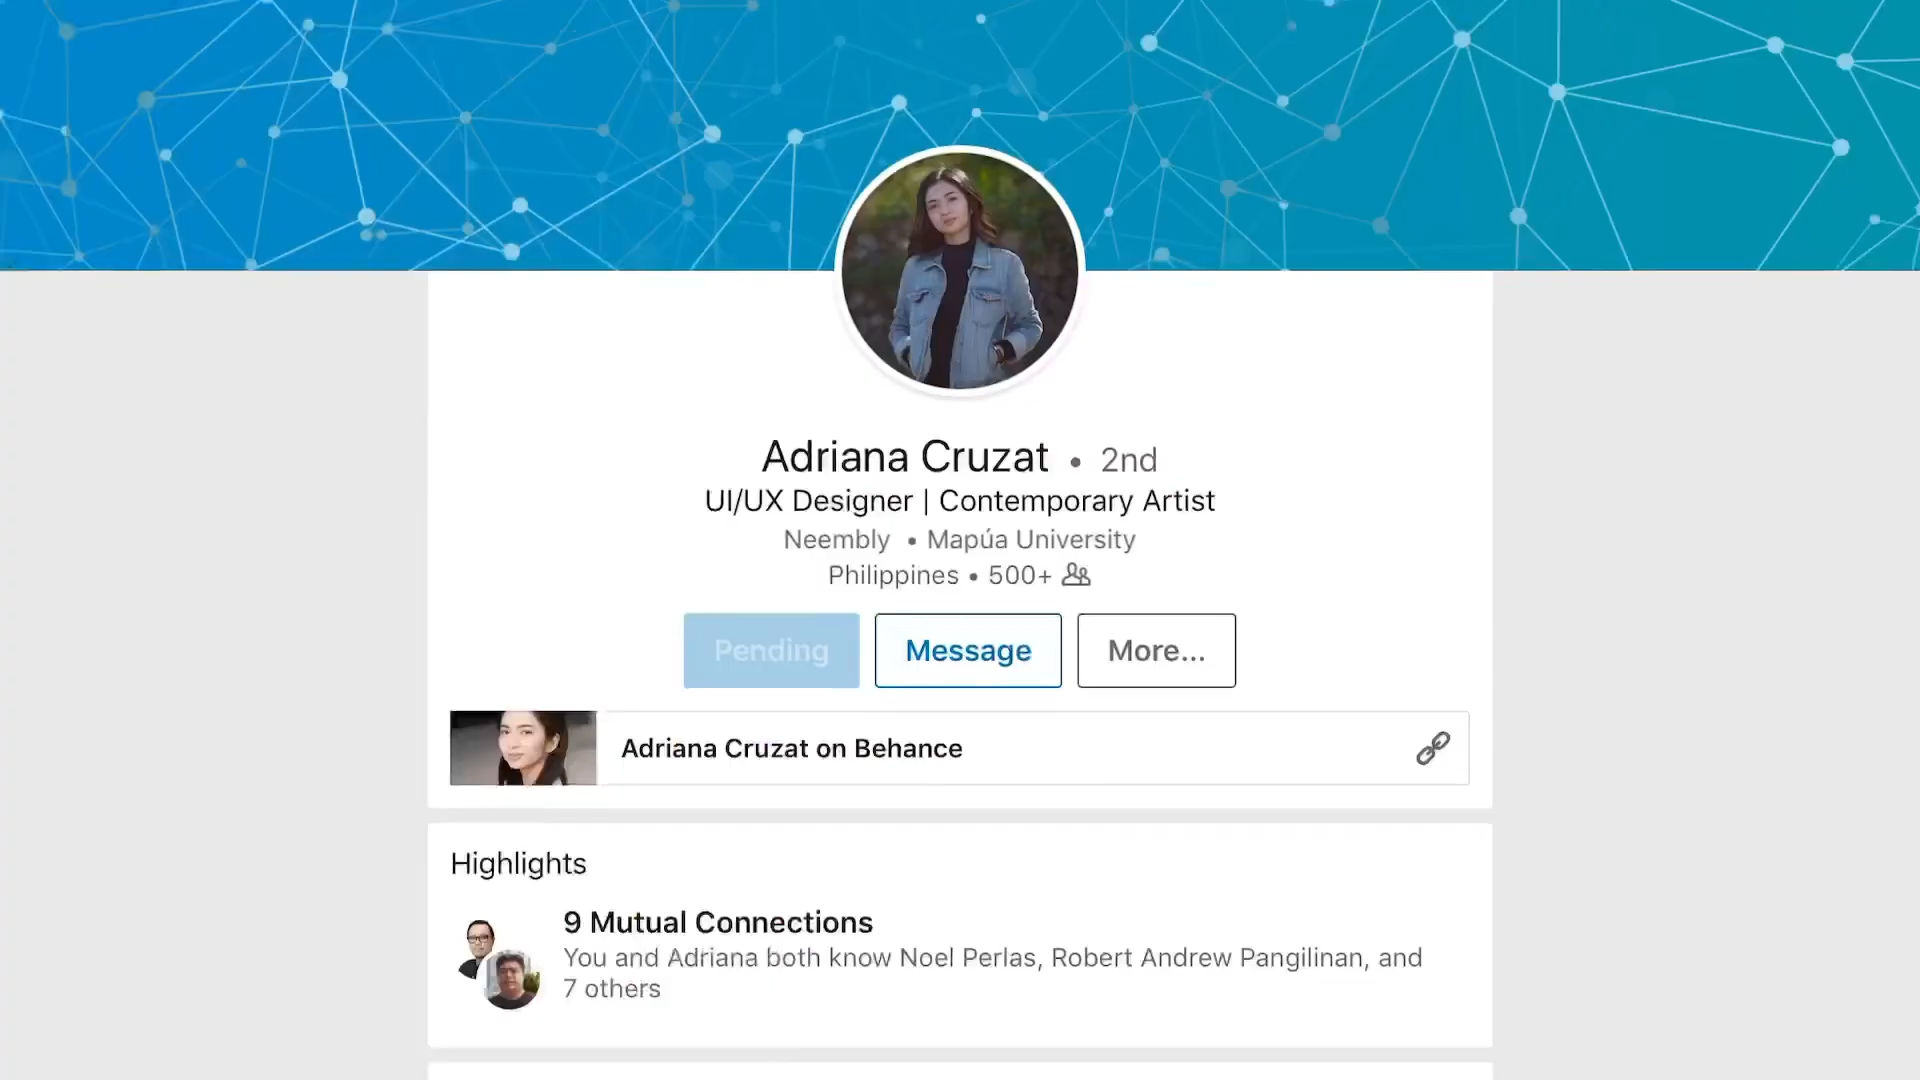 Adriana Cruzat • 2nd
UI/UX Designer | Contemporary Artist
Neembly • Mapúa University
Philippines • 500+
Pending
Message
More...
Adriana Cruzat on Behance
Highlights
9 Mutual Connections
You and Adriana both know Noel Perlas, Robert Andrew Pangilinan, and
7 others